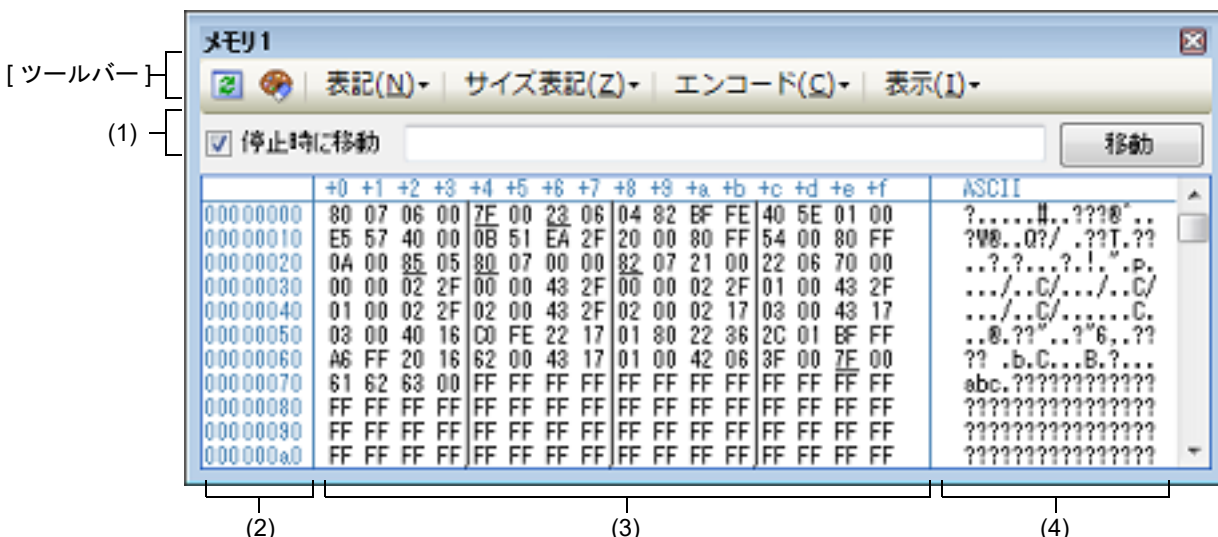 メモリ1
[ ツールバー ]
表記(N)▾ サイズ表記(Z)▾ エンコード(C)▾ 表示(I)▾
(1)
停止時に移動 移動
+0 +1 +2 +3 +4 +5 +6 +7 +8 +9 +a +b +c +d +e +f ASCII
00000000 80 07 06 00 7F 00 23 06 04 82 BF FE 40 5E 01 00 ?.....#..???@^..
00000010 E5 57 40 00 0B 51 EA 2F 20 00 80 FF 54 00 80 FF ?W@..Q?/ .??T.??
00000020 0A 00 85 05 80 07 00 00 82 07 21 00 22 06 70 00 ..?.?...?.!.".p.
00000030 00 00 02 2F 00 00 43 2F 00 00 02 2F 01 00 43 2F .../..C/.../..C/
00000040 01 00 02 2F 02 00 43 2F 02 00 02 17 03 00 43 17 .../..C/......C.
00000050 03 00 40 16 C0 FE 22 17 01 80 22 36 2C 01 BF FF ..@.??"..?"6,.??
00000060 A6 FF 20 16 62 00 43 17 01 00 42 06 3F 00 7F 00 ?? .b.C...B.?...
00000070 61 62 63 00 FF FF FF FF FF FF FF FF FF FF FF FF abc.????????????
00000080 FF FF FF FF FF FF FF FF FF FF FF FF FF FF FF FF ????????????????
00000090 FF FF FF FF FF FF FF FF FF FF FF FF FF FF FF FF ????????????????
000000a0 FF FF FF FF FF FF FF FF FF FF FF FF FF FF FF FF ????????????????
(2) (3) (4)